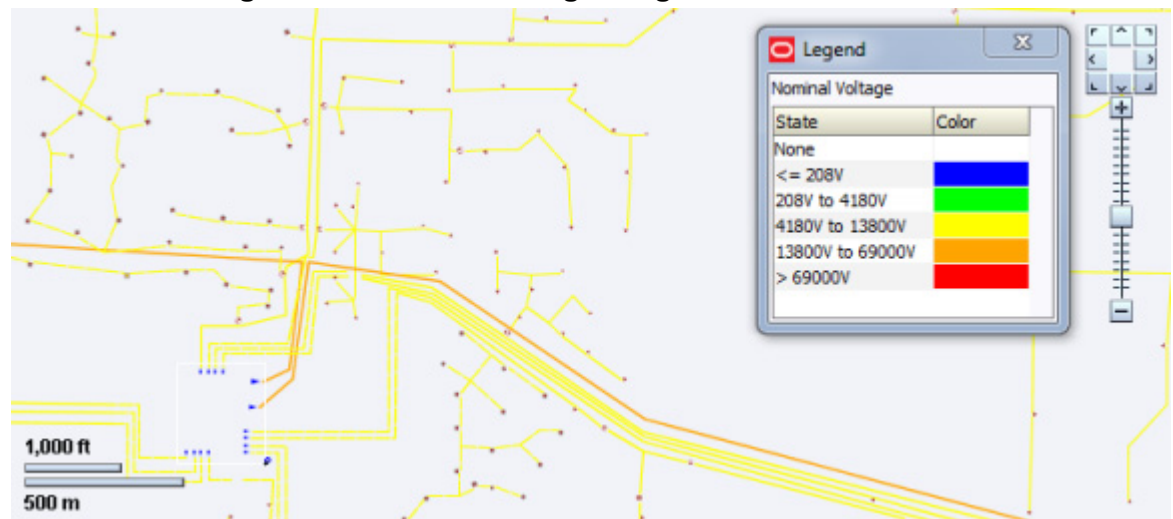 Legend
Nominal Voltage
State Color
None
<= 208V
208V to 4180V
4180V to 13800V
13800V to 69000V
> 69000V
1,000 ft
500 m